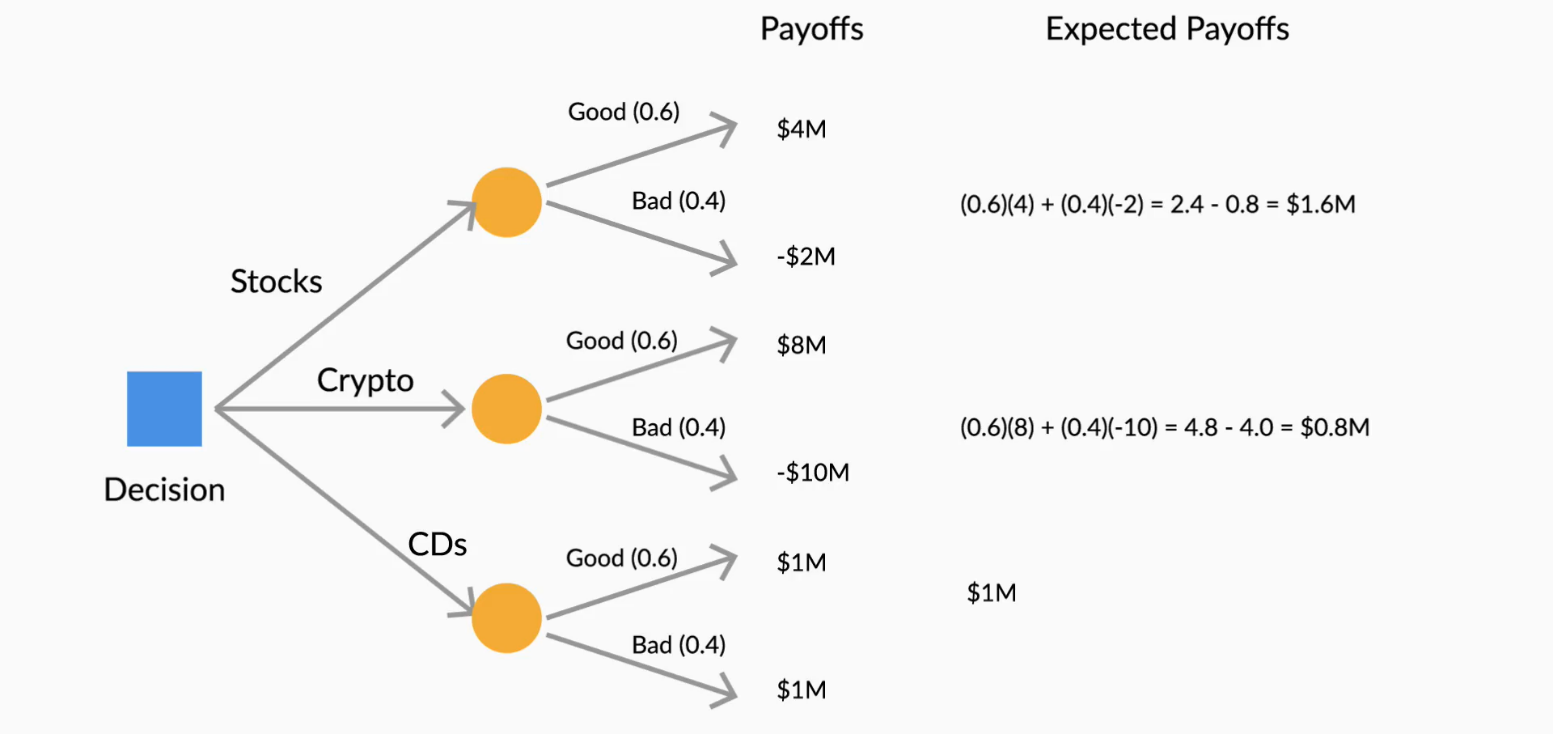 Payoffs
Expected Payoffs
Good (0.6)
$4M
Bad (0.4)
(0.6)(4) + (0.4)(-2) = 2.4 - 0.8 = $1.6M
-$2M
Stocks
Good (0.6)
$8M
Crypto
Bad (0.4)
(0.6)(8) + (0.4)(-10) = 4.8 - 4.0 = $0.8M
-$10M
Decision
CDs
Good (0.6)
$1M
$1M
Bad (0.4)
$1M